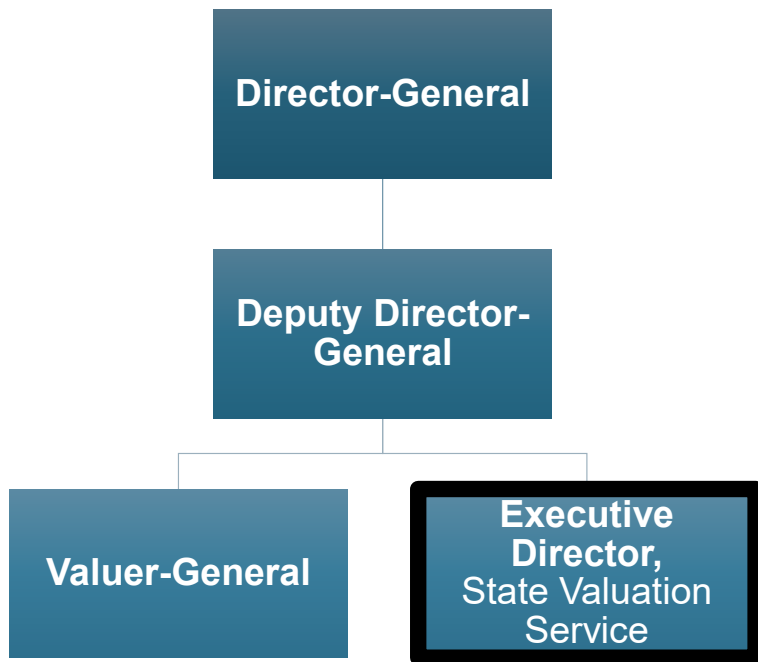 Director-General
Deputy Director-
General
Valuer-General
Executive
Director,
State Valuation
Service